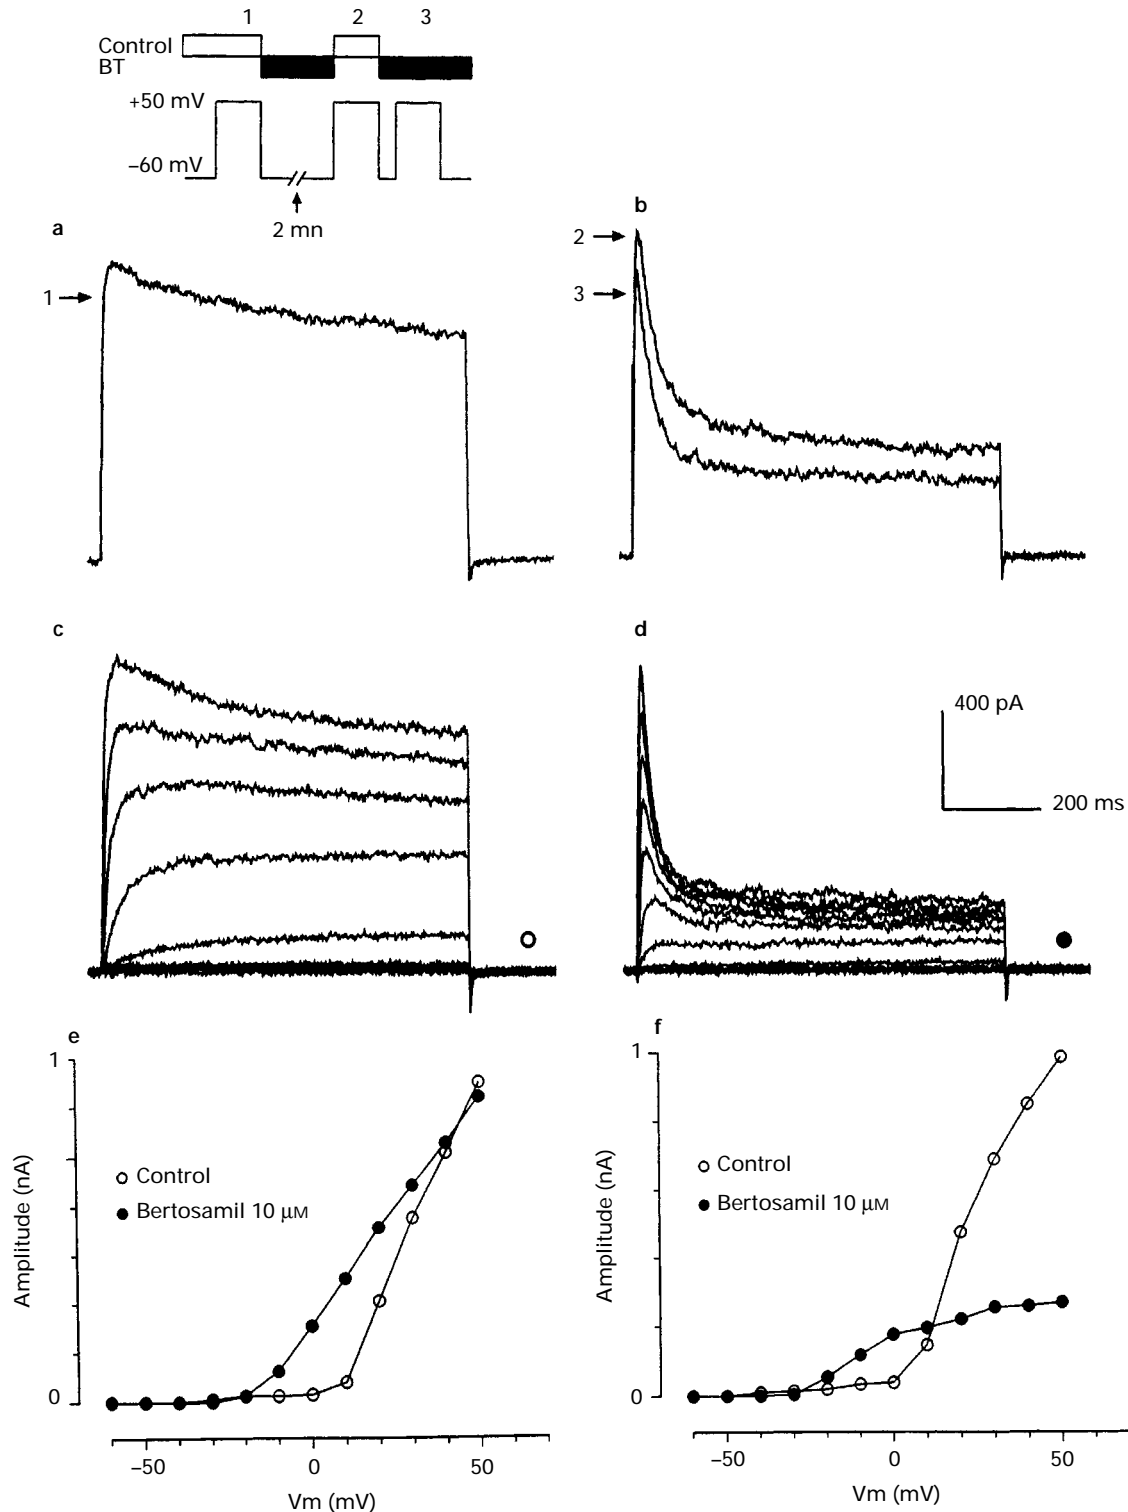 1 2 3
Control
BT
+50 mV
–60 mV
2 mn
a
b
1
2
3
c
d
400 pA
200 ms
e
f
1
Amplitude (nA)
Control
Bertosamil 10 µM
0
–50 0 50
Vm (mV)
1
Amplitude (nA)
Control
Bertosamil 10 µM
0
–50 0 50
Vm (mV)